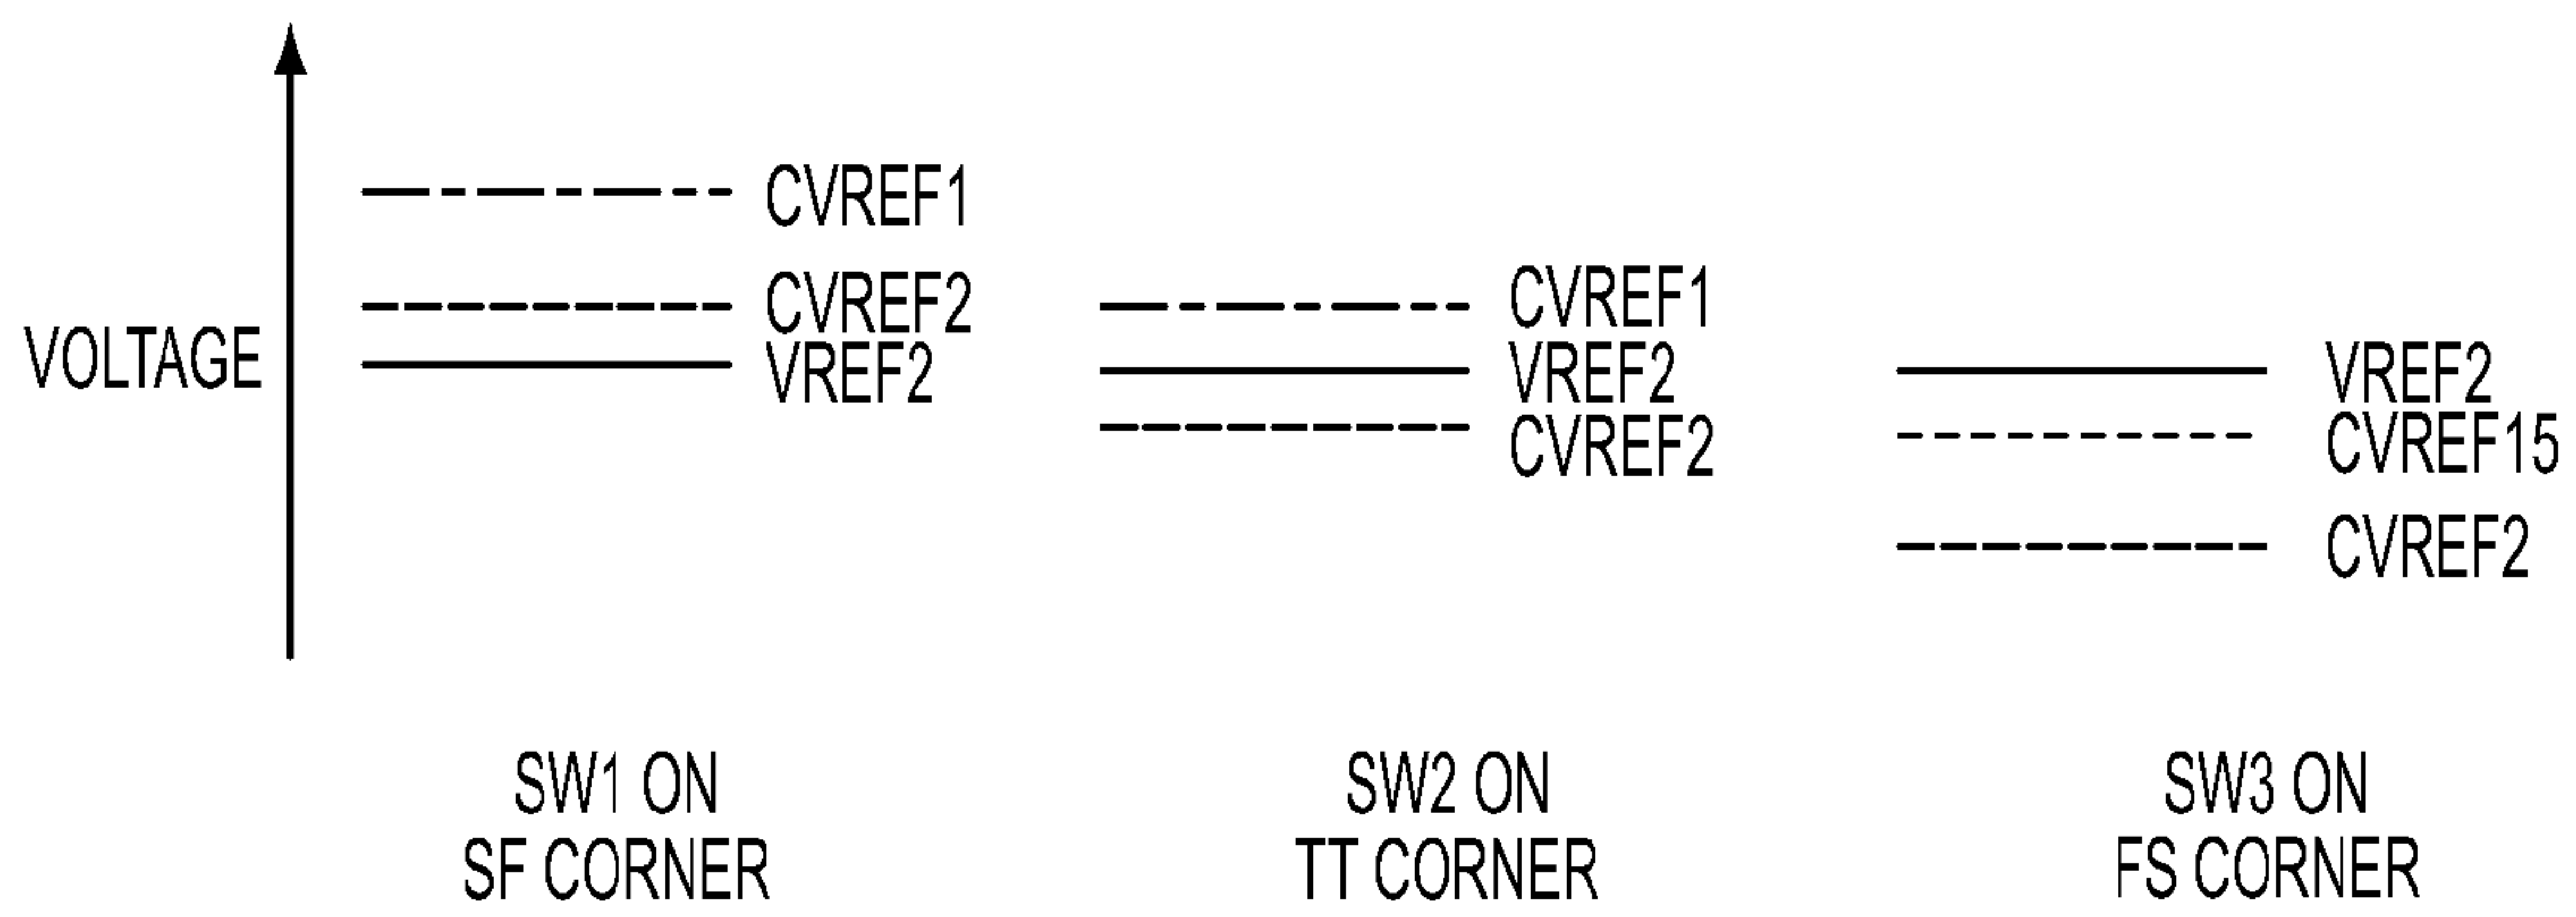 VOLTAGE
CVREF1
CVREF2
VREF2
CVREF1
VREF2
CVREF2
VREF2
CVREF15
CVREF2
SW1 ON
SF CORNER
SW2 ON
TT CORNER
SW3 ON
FS CORNER